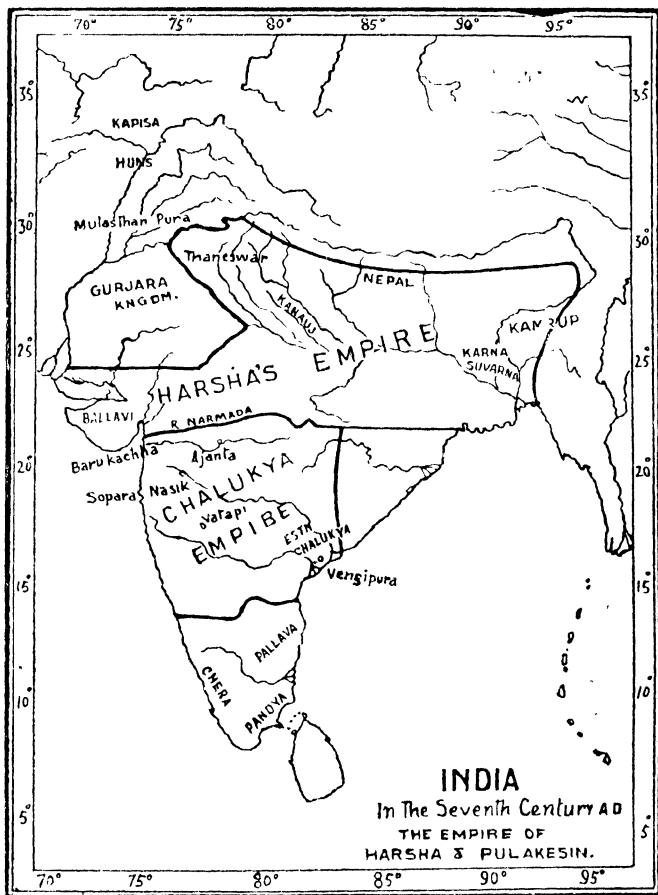 70° 75° 80° 85° 90° 95°
35° 35°
KAPISA
HUNS
30° Mulasthan Pura 30°
Thaneswar
GURJARA
KNGDM.
NEPAL
KANAUJ
KAMRUP
25° 25°
HARSHA'S EMPIRE
KARNA
SUVARNA
BALLAVI
R. NARMADA
Barukachha
Ajanta
20° 20°
Sopara Nasik
CHALUKYA
Vatapi
EMPIBE
ESTN
CHALUKYA
Vengipura
15° 15°
PALLAVA
CHERA
10° 10°
PANDYA
INDIA
In The Seventh Century A D
5° 5°
THE EMPIRE OF
HARSHA & PULAKESIN.
70° 75° 80° 85° 90° 95°